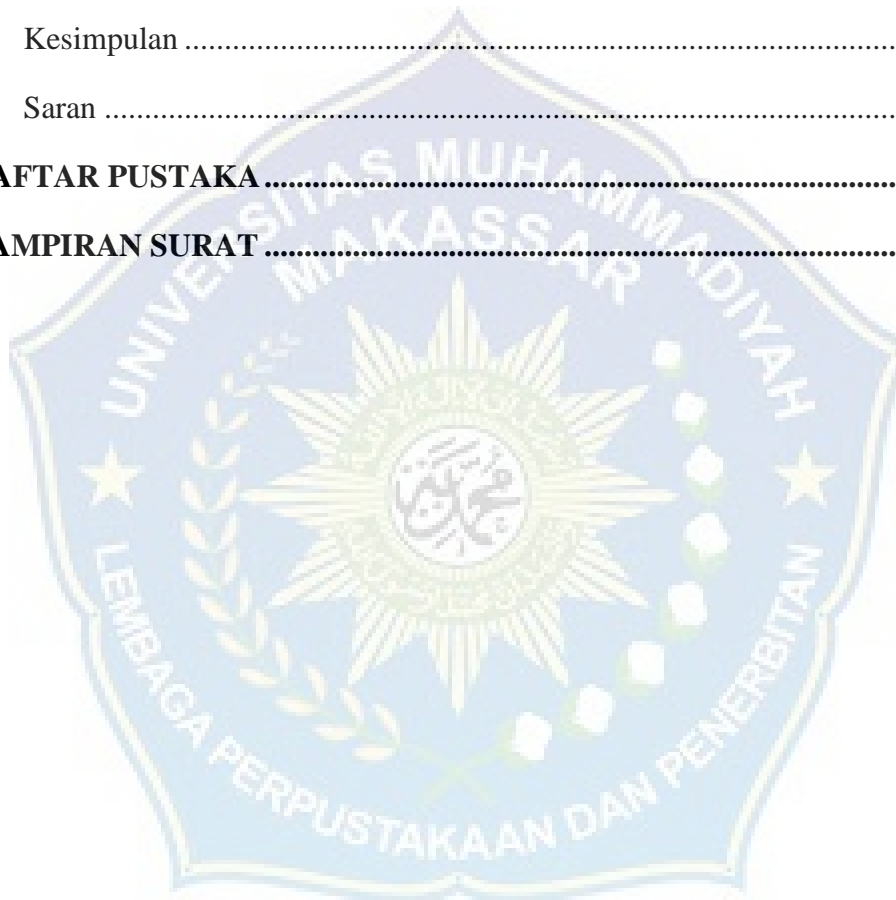 Kesimpulan ..........................................................................................
Saran ....................................................................................................
AFTAR PUSTAKA ...............................................................................
AMPIRAN SURAT ...............................................................................
UNIVERSITAS MUHAMMADIYAH
MAKASSAR
LEMBAGA PERPUSTAKAAN DAN PENERBITAN